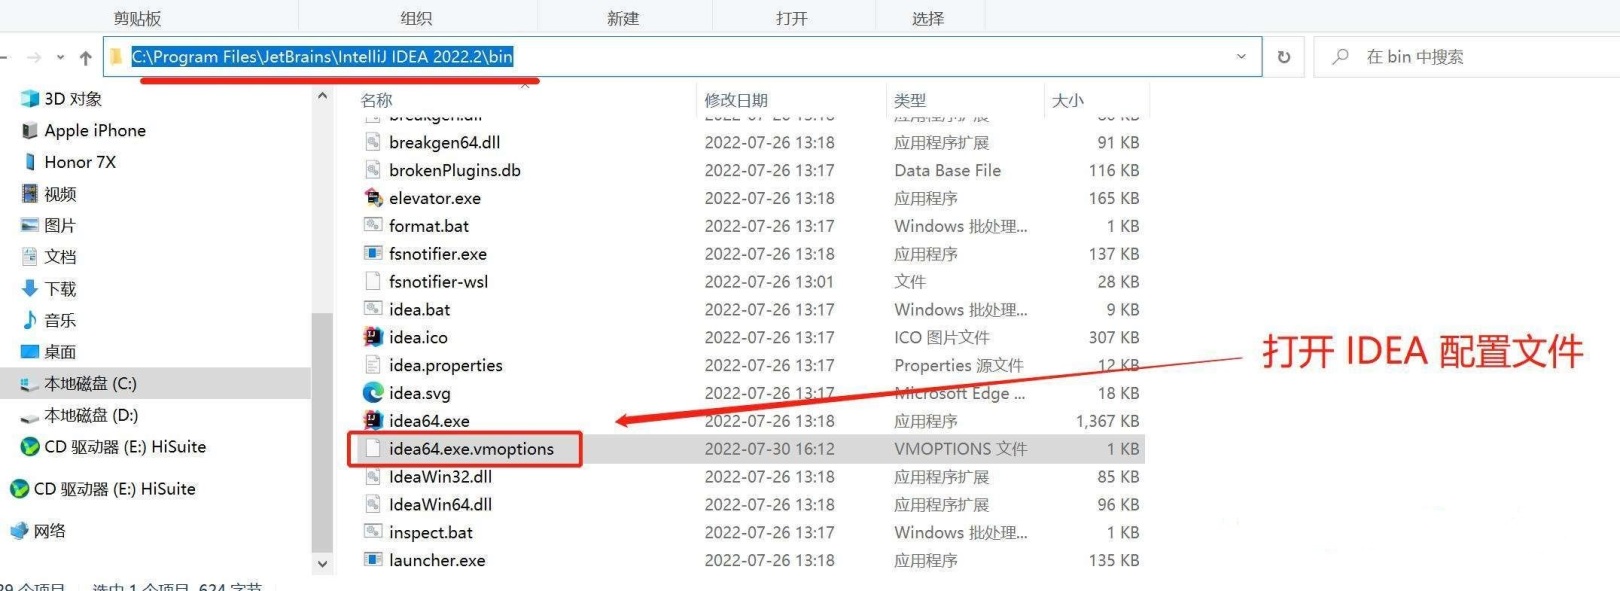 剪贴板 组织 新建 打开 选择
C:\Program Files\JetBrains\IntelliJ IDEA 2022.2\bin 在 bin 中搜索
3D 对象
Apple iPhone
Honor 7X
视频
图片
文档
下载
音乐
桌面
本地磁盘 (C:)
本地磁盘 (D:)
CD 驱动器 (E:) HiSuite
CD 驱动器 (E:) HiSuite
网络
名称 修改日期 类型 大小
breakgen.dll 2022-07-26 13:18 应用程序扩展 KB
breakgen64.dll 2022-07-26 13:18 应用程序扩展 91 KB
brokenPlugins.db 2022-07-26 13:17 Data Base File 116 KB
elevator.exe 2022-07-26 13:18 应用程序 165 KB
format.bat 2022-07-26 13:17 Windows 批处理... 1 KB
fsnotifier.exe 2022-07-26 13:18 应用程序 137 KB
fsnotifier-wsl 2022-07-26 13:01 文件 28 KB
idea.bat 2022-07-26 13:17 Windows 批处理... 9 KB
idea.ico 2022-07-26 13:17 ICO 图片文件 307 KB
idea.properties 2022-07-26 13:17 Properties 源文件 12 KB
idea.svg 2022-07-26 13:17 Microsoft Edge ... 18 KB
idea64.exe 2022-07-26 13:18 应用程序 1,367 KB
idea64.exe.vmoptions 2022-07-30 16:12 VMOPTIONS 文件 1 KB
IdeaWin32.dll 2022-07-26 13:18 应用程序扩展 85 KB
IdeaWin64.dll 2022-07-26 13:18 应用程序扩展 96 KB
inspect.bat 2022-07-26 13:17 Windows 批处理... 1 KB
launcher.exe 2022-07-26 13:18 应用程序 135 KB
打开 IDEA 配置文件
个项目 选中 1 个项目 624 字节